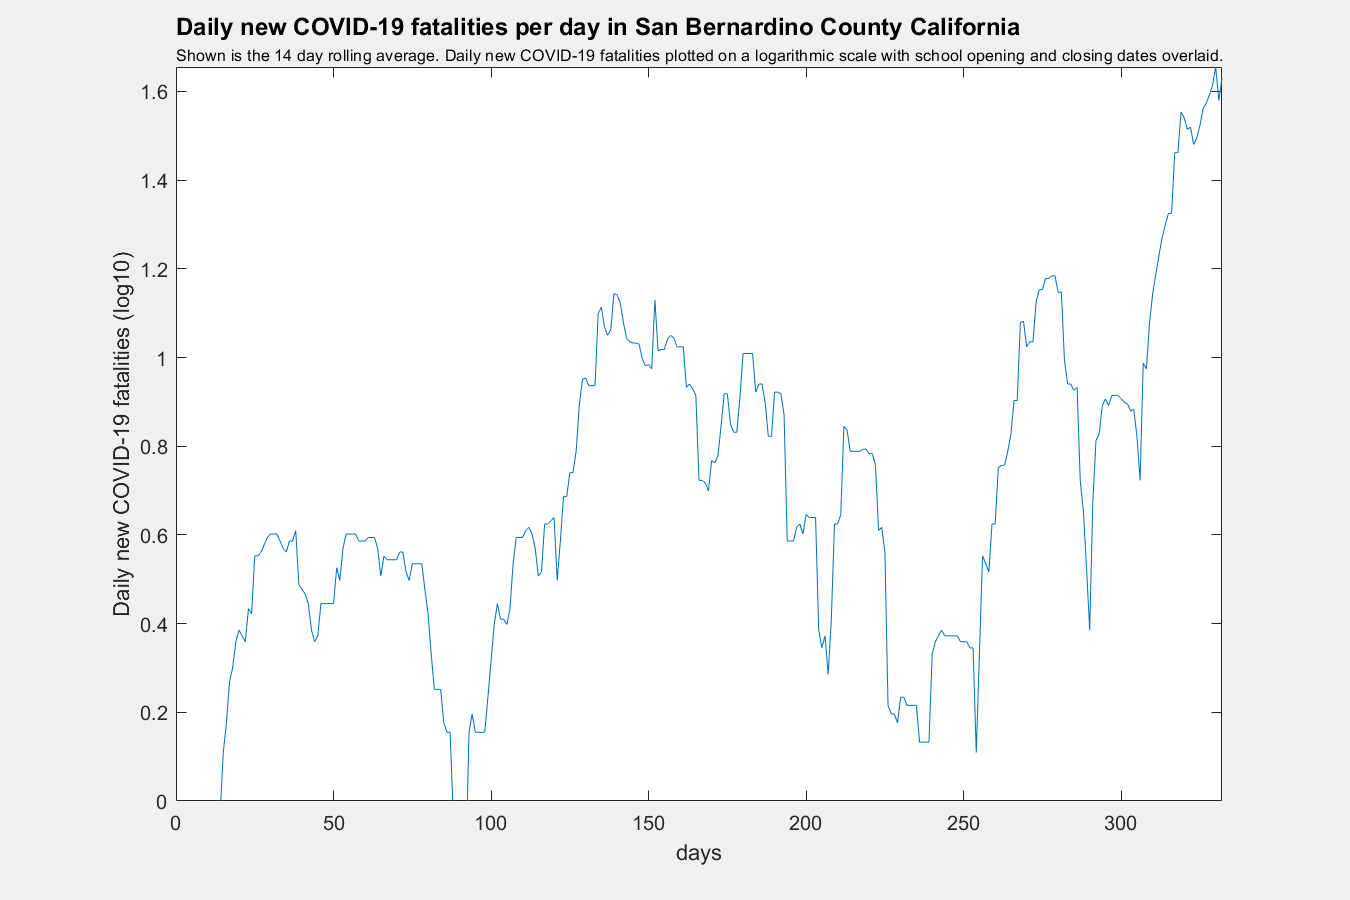 Daily new COVID-19 fatalities per day in San Bernardino County California
Shown is the 14 day rolling average. Daily new COVID-19 fatalities plotted on a logarithmic scale with school opening and closing dates overlaid.
Daily new COVID-19 fatalities (log10)
1.6
1.4
1.2
1
0.8
0.6
0.4
0.2
0
0 50 100 150 200 250 300
days